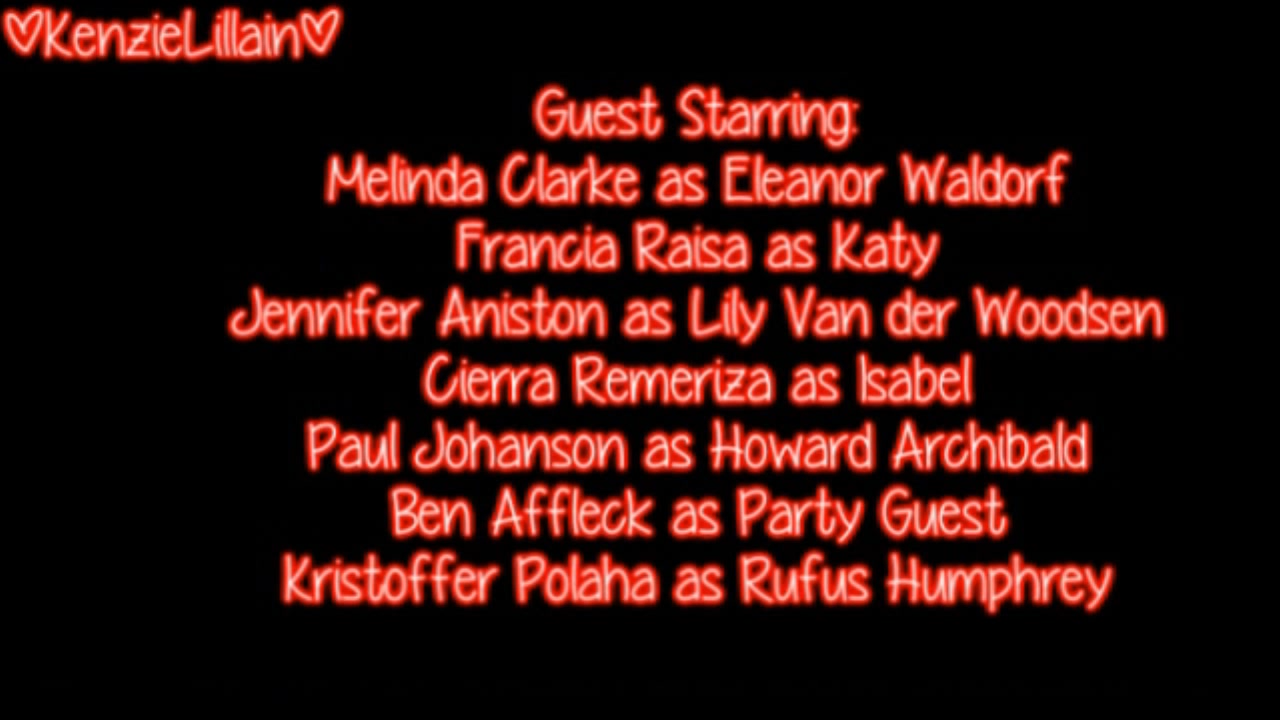 ♡KenzieLillain♡
Guest Starring:
Melinda Clarke as Eleanor Waldorf
Francia Raisa as Katy
Jennifer Aniston as Lily Van der Woodsen
Cierra Remeriza as Isabel
Paul Johanson as Howard Archibald
Ben Affleck as Party Guest
Kristoffer Polaha as Rufus Humphrey